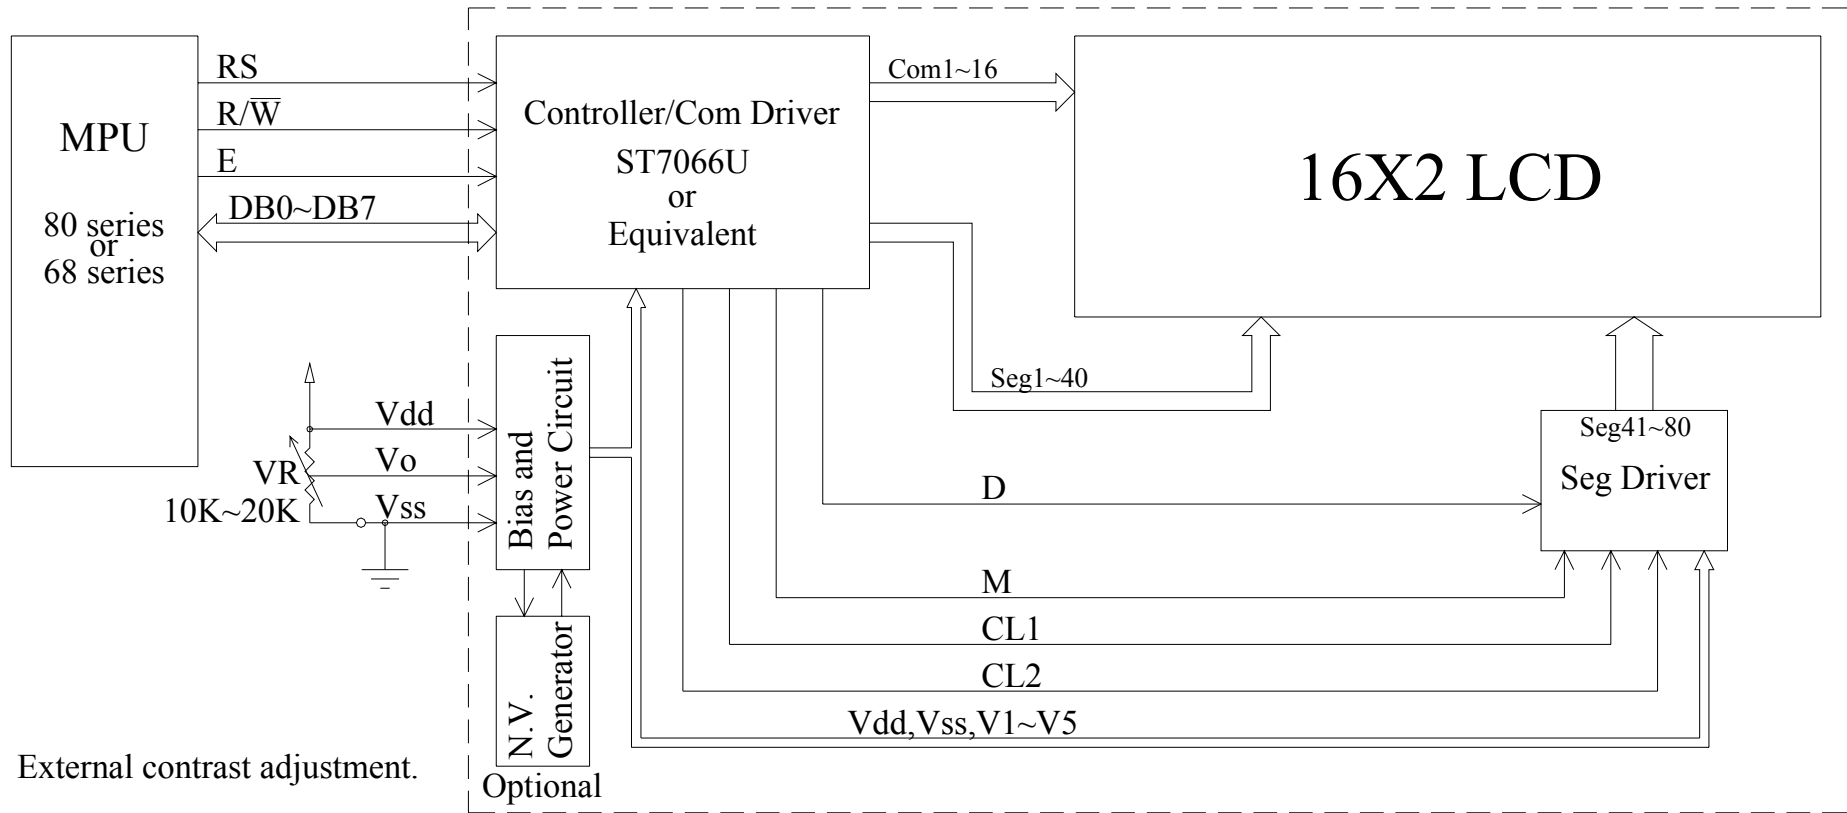 MPU
80 series
or
68 series
RS
R/W̅
E
DB0~DB7
Controller/Com Driver
ST7066U
or
Equivalent
Com1~16
16X2 LCD
Seg1~40
Seg41~80
Seg Driver
Vdd
Vo
Vss
VR
10K~20K
Bias and
Power Circuit
N.V.
Generator
Optional
D
M
CL1
CL2
Vdd,Vss,V1~V5
External contrast adjustment.